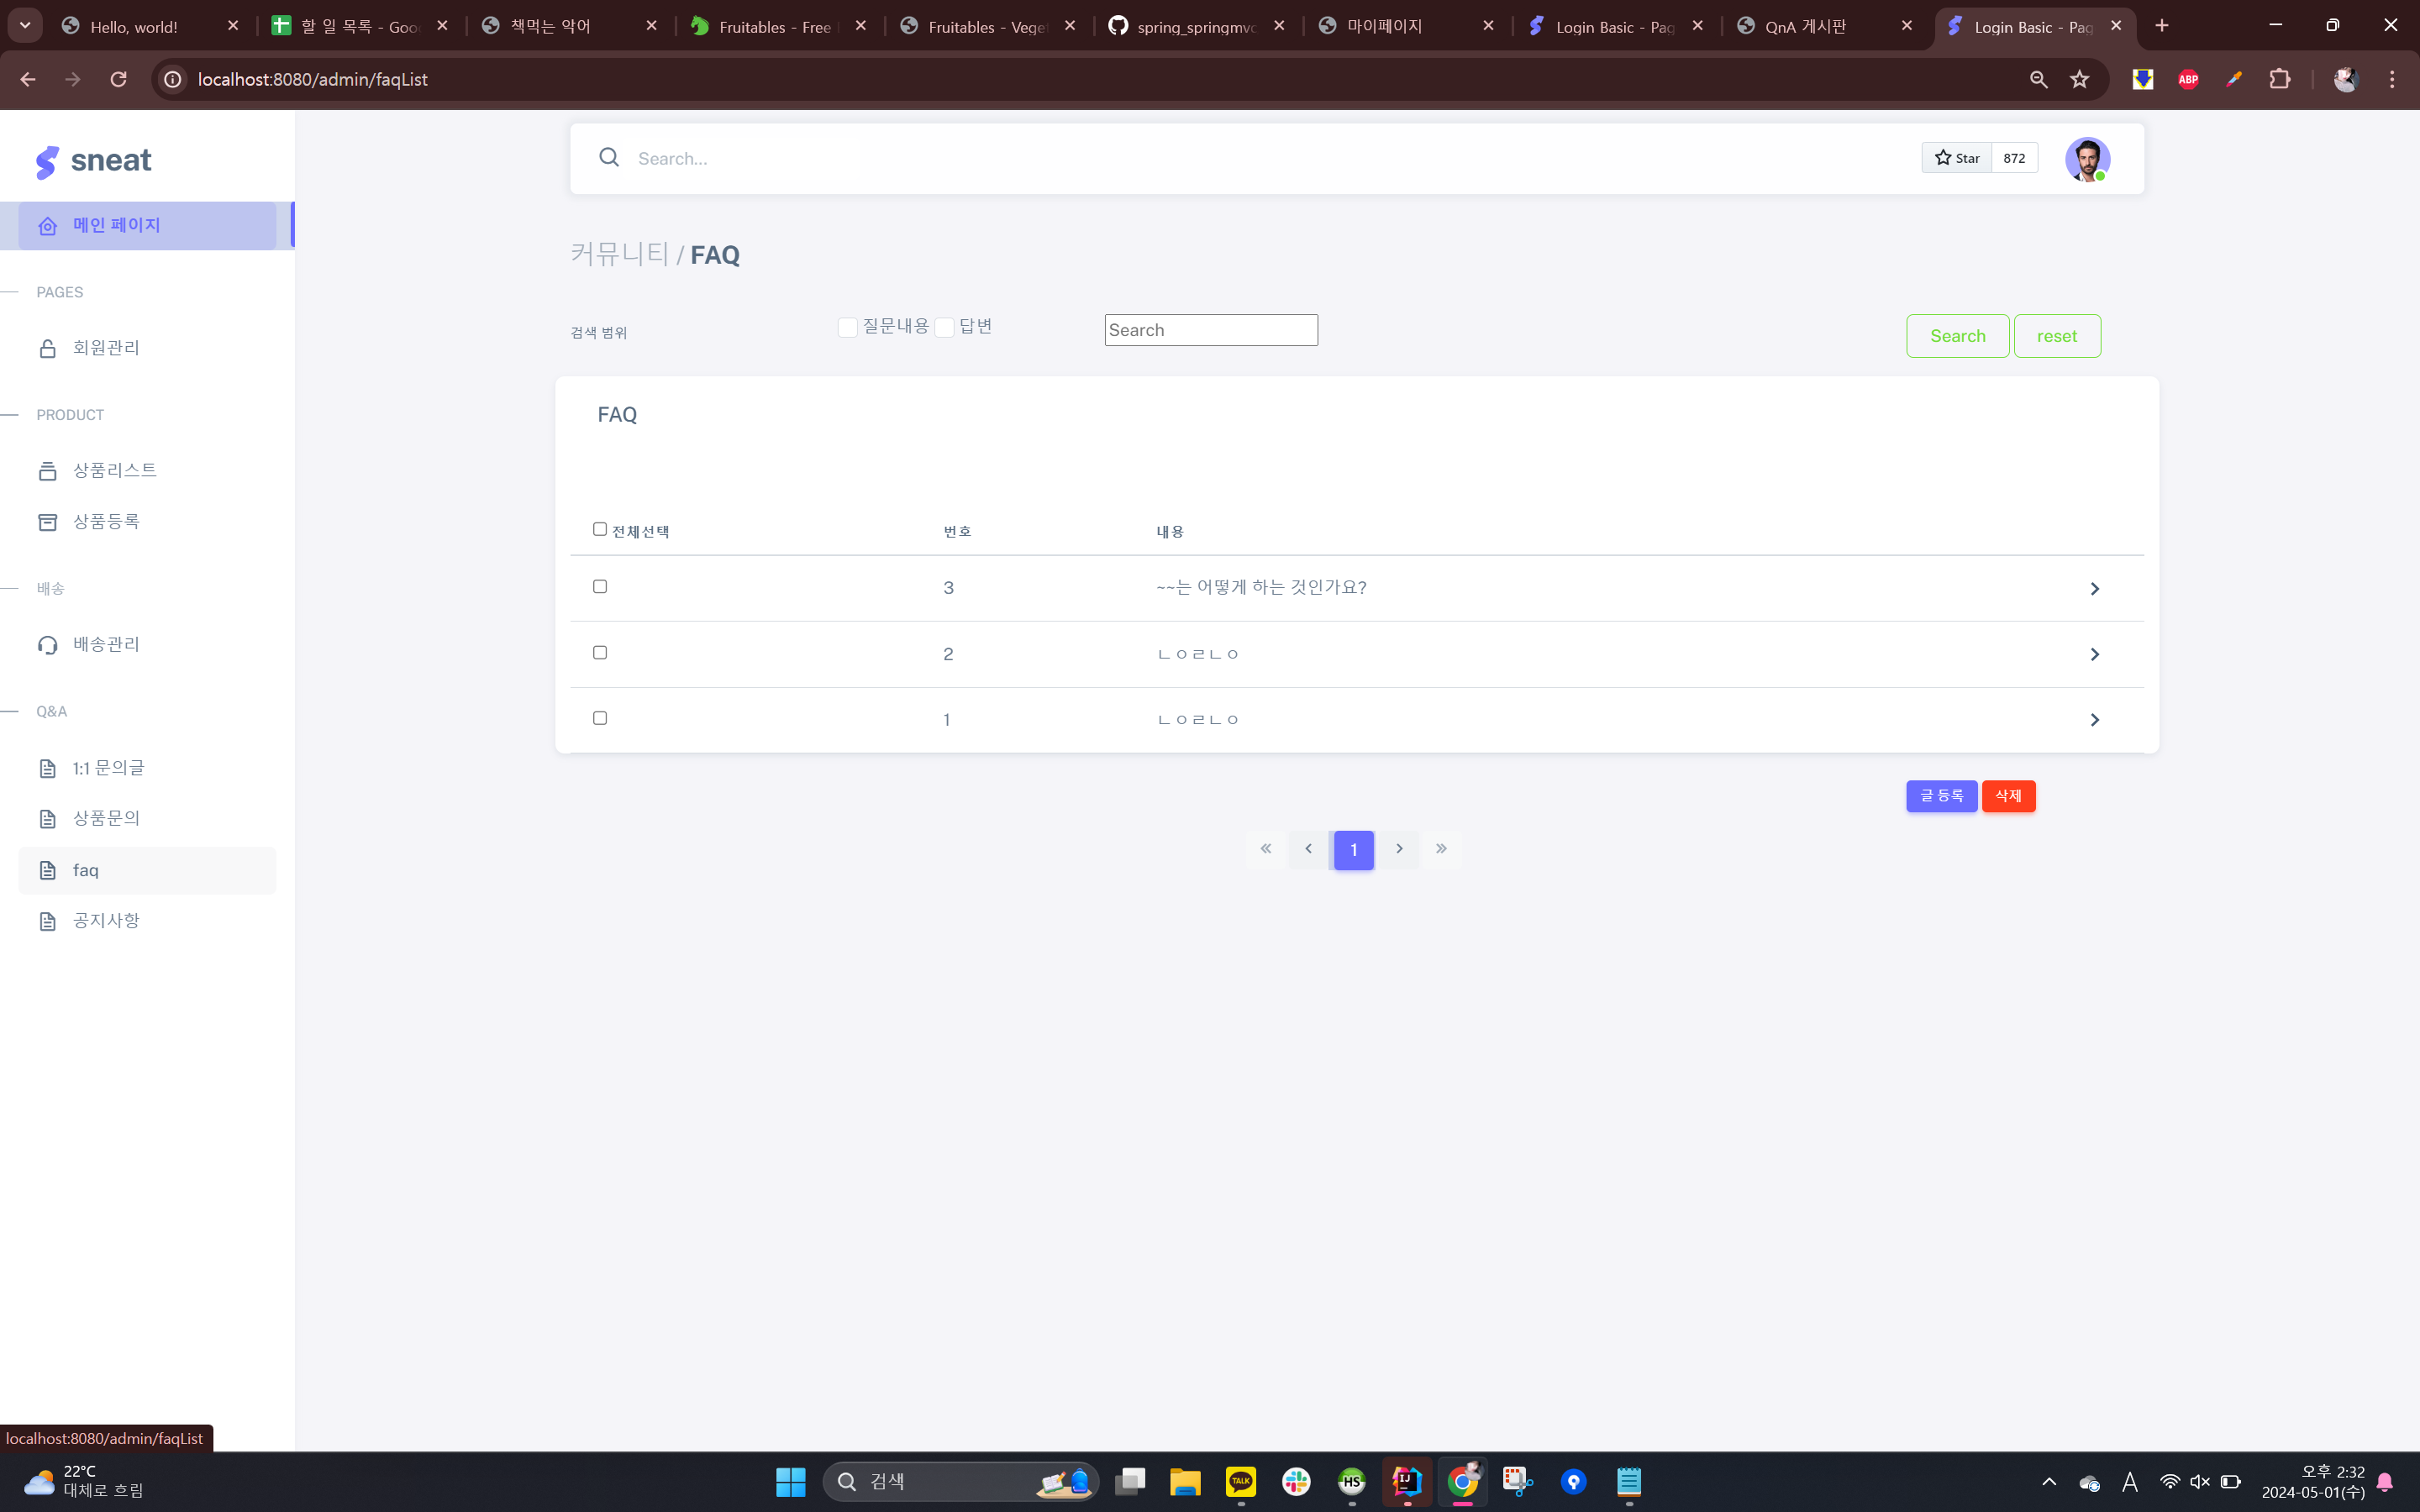 Hello, world!
할 일 목록 - Goo
책먹는 악어
Fruitables - Free
Fruitables - Vege
spring_springmvc
마이페이지
Login Basic - Pag
QnA 게시판
Login Basic - Pag
localhost:8080/admin/faqList
ABP
sneat
Search...
Star 872
메인 페이지
커뮤니티 / FAQ
PAGES
회원관리
검색 범위 질문내용 답변 Search Search reset
PRODUCT
FAQ
상품리스트
상품등록
전체선택 번호 내용
배송
3 ~~는 어떻게 하는 것인가요?
배송관리
2 ㄴㅇㄹㄴㅇ
Q&A
1 ㄴㅇㄹㄴㅇ
1:1 문의글
글 등록 삭제
상품문의
« ‹ 1 › »
faq
공지사항
localhost:8080/admin/faqList
22°C
대체로 흐림
검색
TALK
HS
IJ
A
오후 2:32
2024-05-01(수)